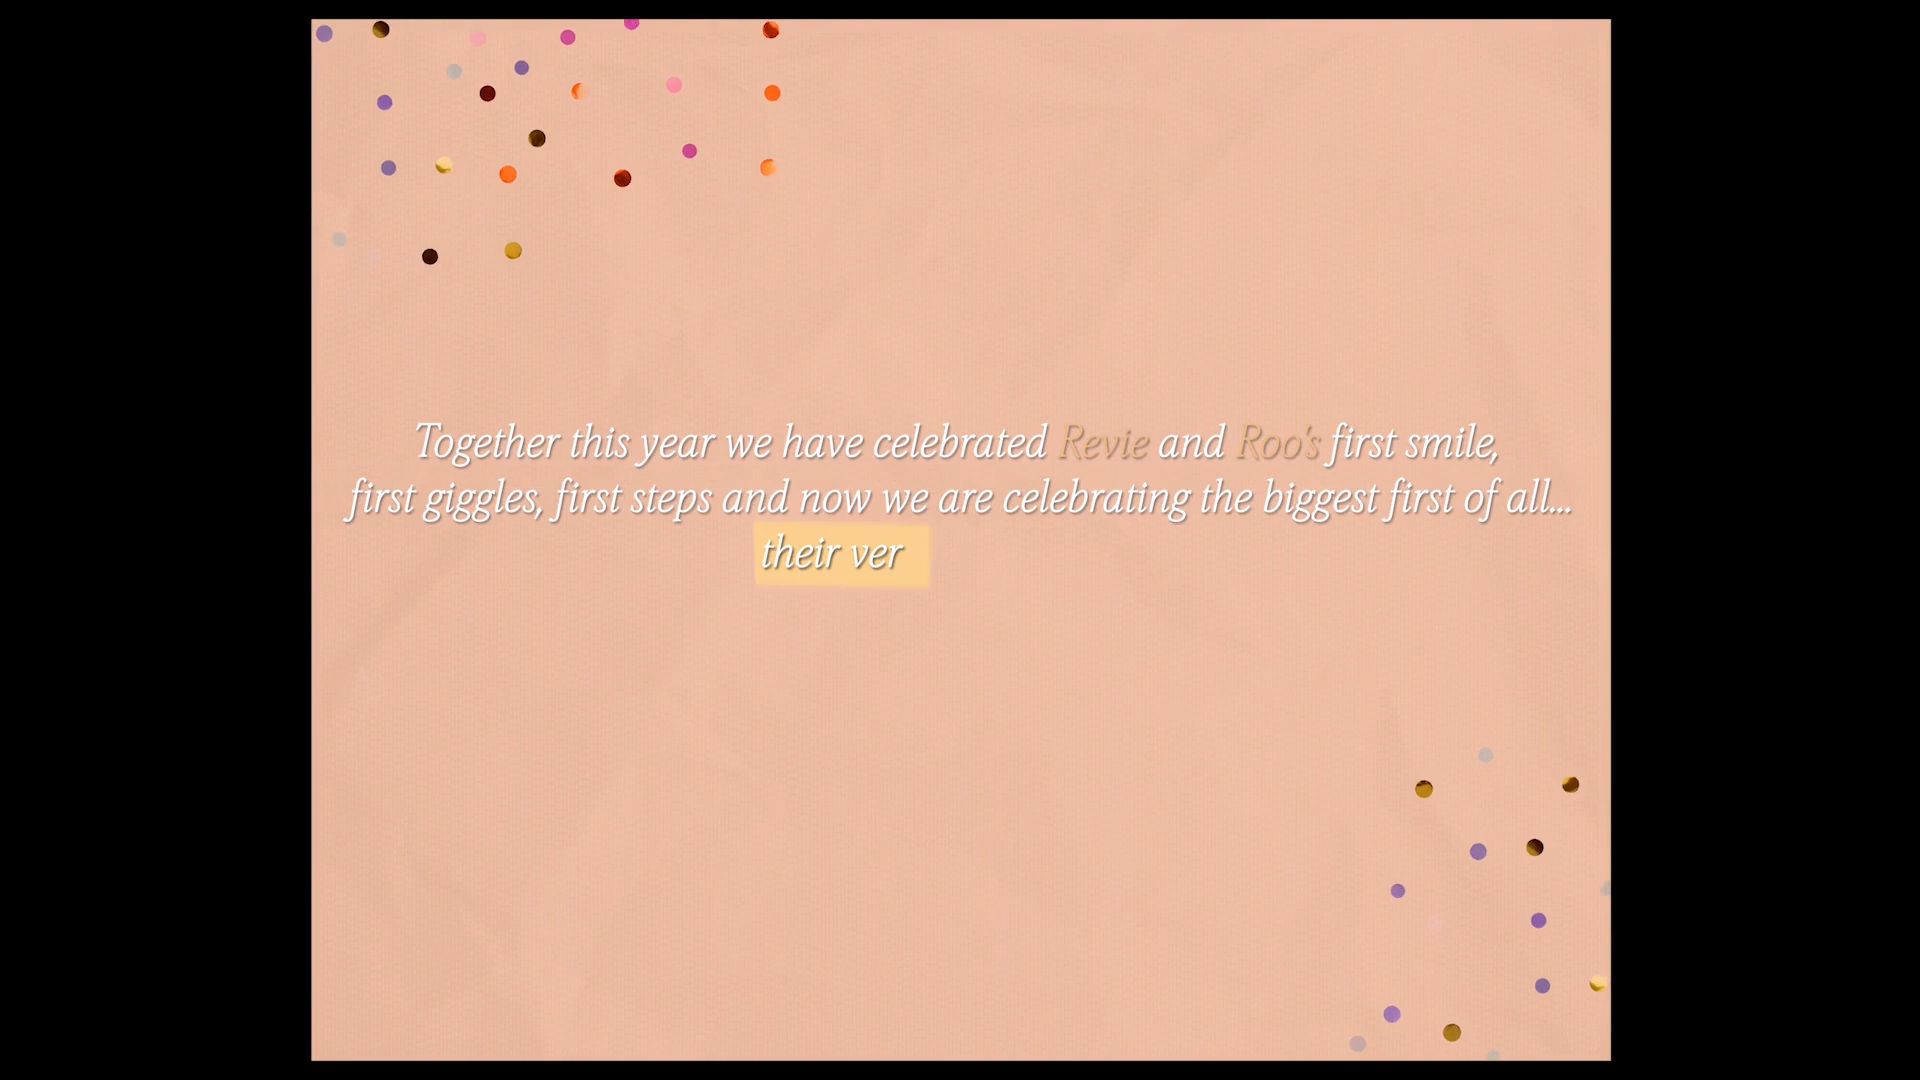 Together this year we have celebrated Revie and Roo's first smile,
first giggles, first steps and now we are celebrating the biggest first of all...
their ver